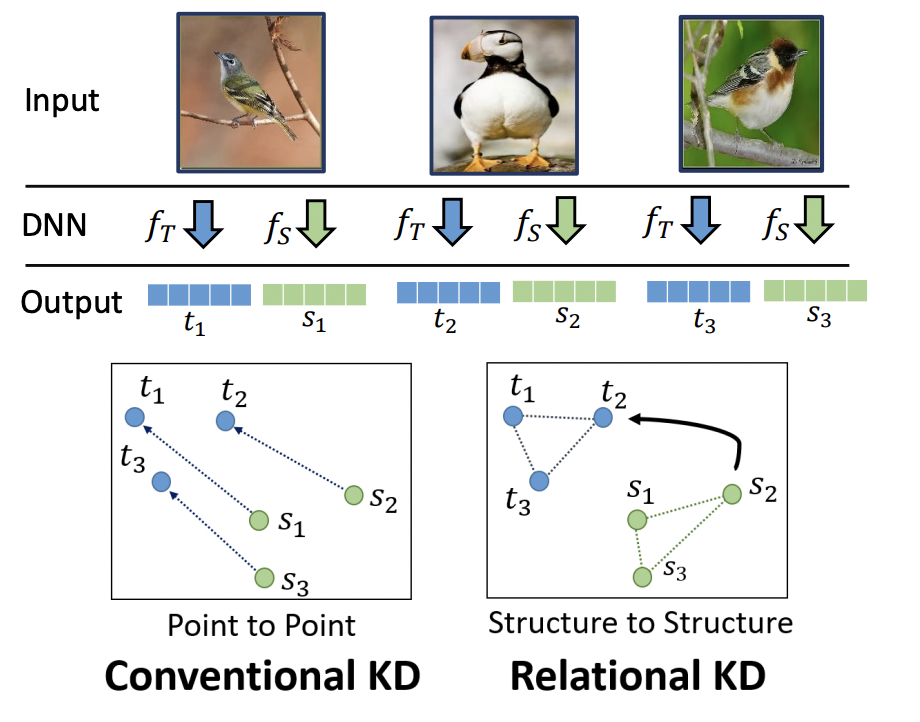 Input
DNN f_T f_S f_T f_S f_T f_S
Output
t_1 s_1 t_2 s_2 t_3 s_3
t_1 t_2
t_3
s_2
s_1
s_3
Point to Point
Conventional KD
t_1 t_2
t_3
s_1 s_2
s_3
Structure to Structure
Relational KD